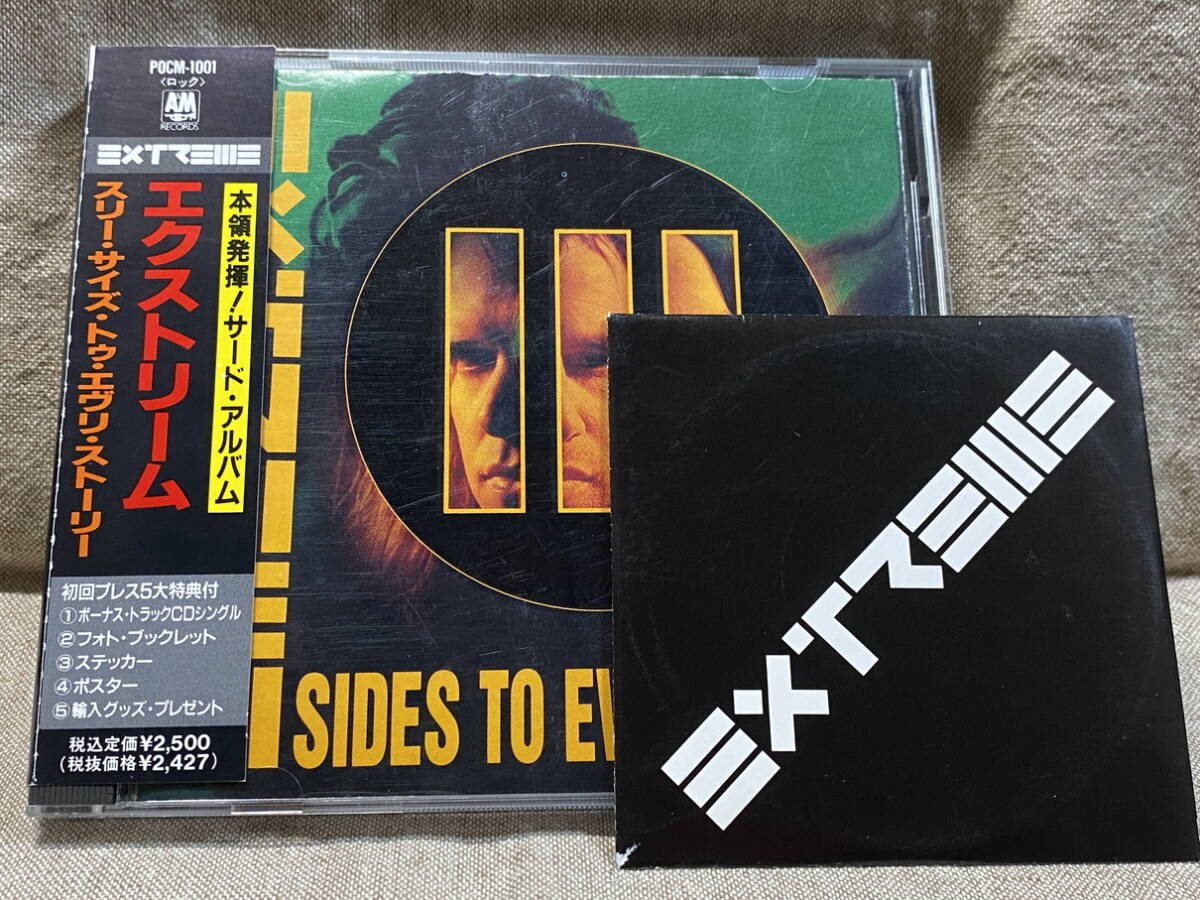 POCM-1001
〈ロック〉
A&M
RECORDS
EXTREME
本領発揮!サード・アルバム
エクストリーム
スリー・サイズ・トゥ・エヴリ・ストーリー
初回プレス5大特典付
①ボーナス・トラックCDシングル
②フォト・ブックレット
③ステッカー
④ポスター
⑤輸入グッズ・プレゼント
税込定価¥2,500
(税抜価格¥2,427)
III
SIDES TO EV
EXTREME